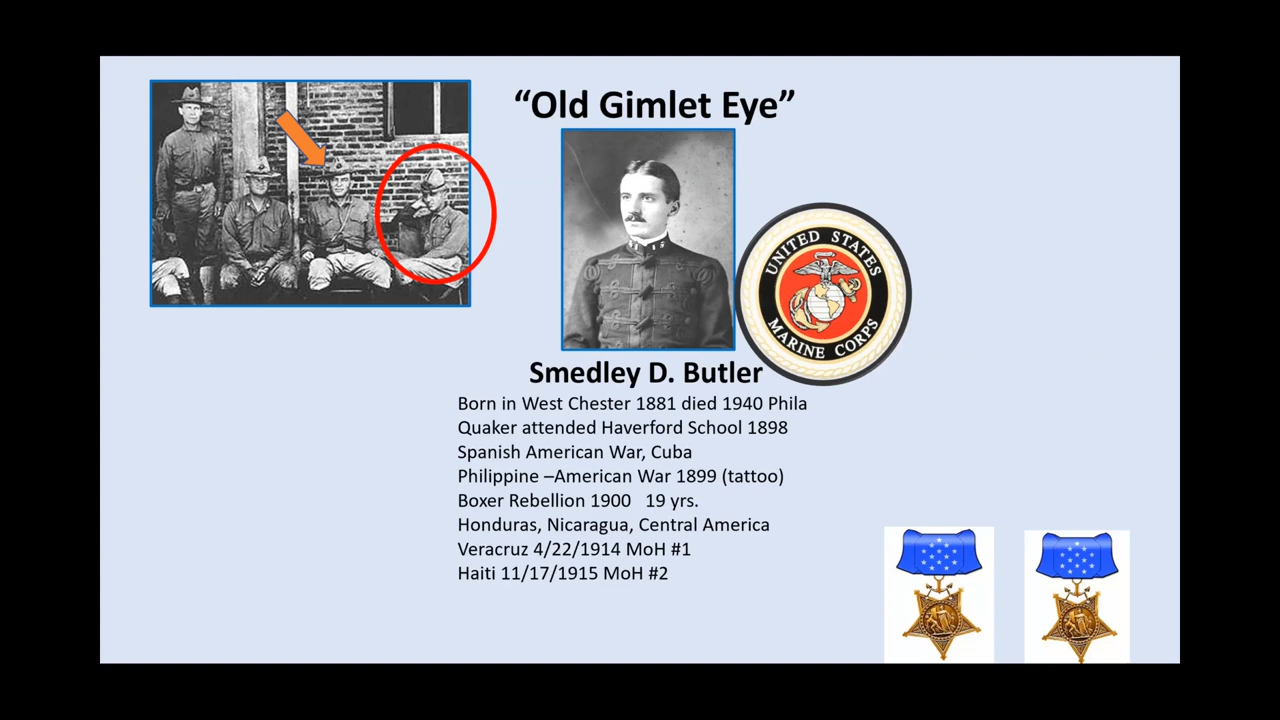 “Old Gimlet Eye”
UNITED STATES
MARINE CORPS
Smedley D. Butler
Born in West Chester 1881 died 1940 Phila
Quaker attended Haverford School 1898
Spanish American War, Cuba
Philippine –American War 1899 (tattoo)
Boxer Rebellion 1900   19 yrs.
Honduras, Nicaragua, Central America
Veracruz 4/22/1914 MoH #1
Haiti 11/17/1915 MoH #2